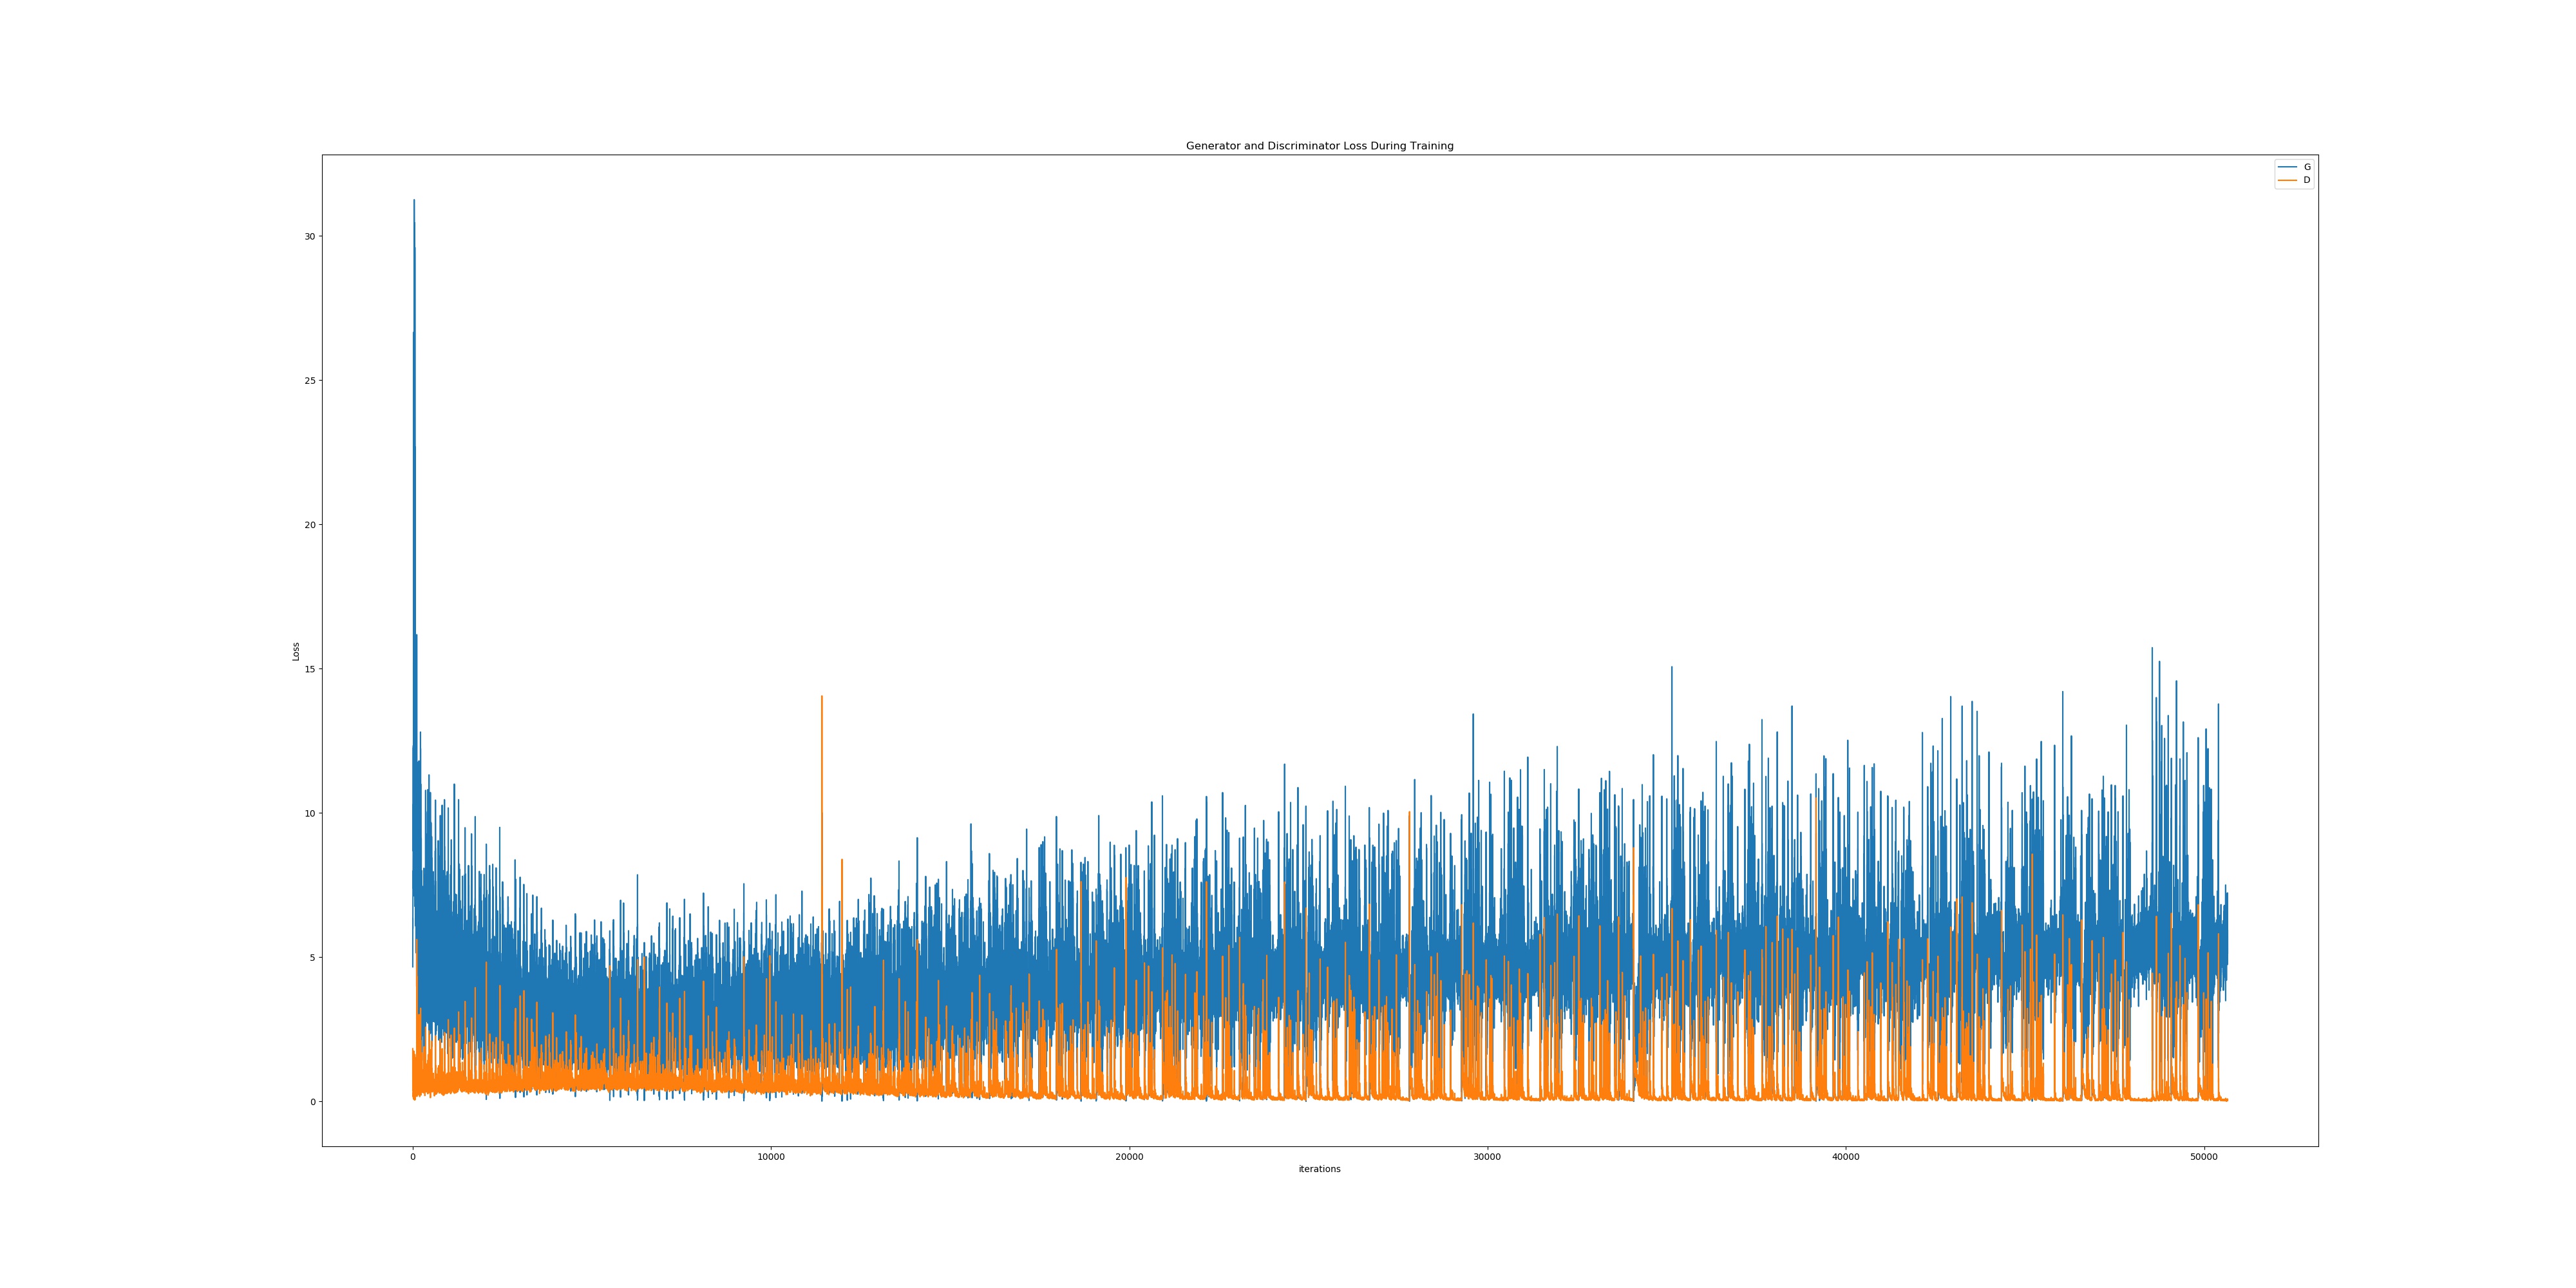 Generator and Discriminator Loss During Training
G
D
30
25
20
15
10
5
0
Loss
0 10000 20000 30000 40000 50000
iterations